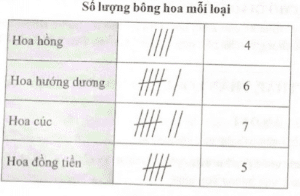 Số lượng bông hoa mỗi loại
Hoa hồng 4
Hoa hướng dương 6
Hoa cúc 7
Hoa đồng tiền 5